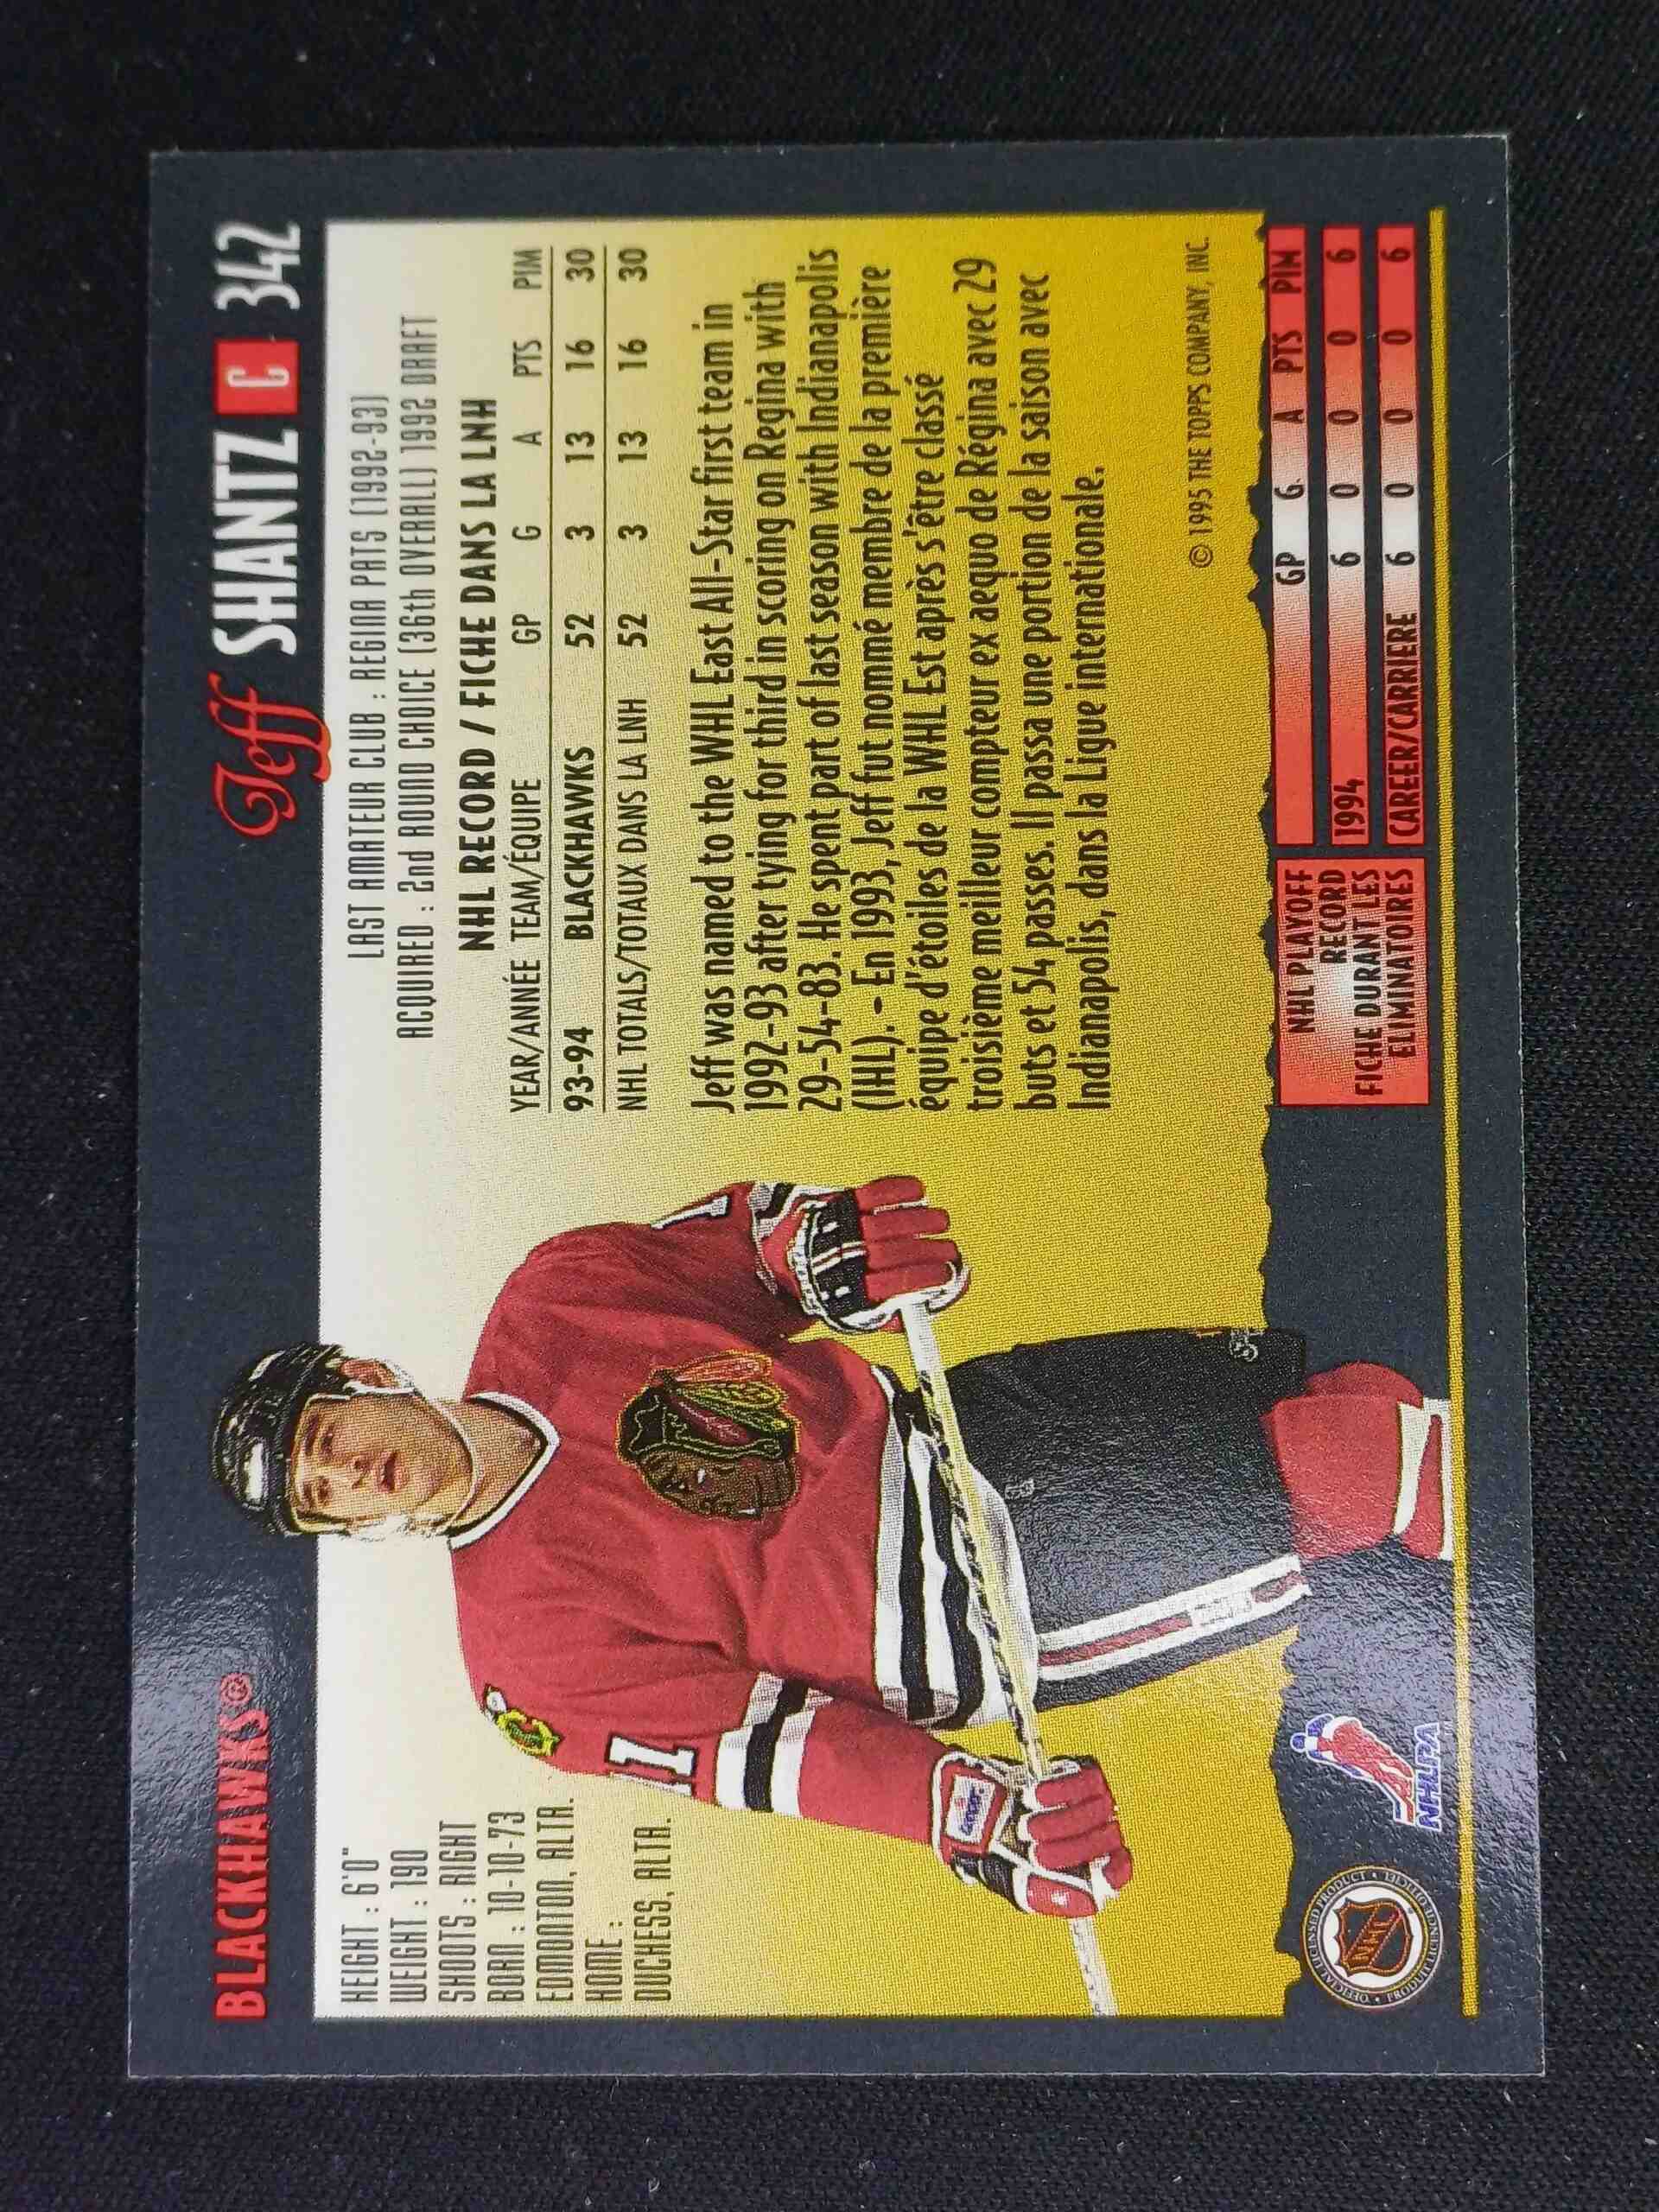 BLACKHAWKS®
Jeff SHANTZ C 342
HEIGHT : 6'0"
WEIGHT : 190
SHOOTS : RIGHT
BORN : 10-10-73
EDMONTON, ALTA.
HOME :
DUCHESS, ALTA.
LAST AMATEUR CLUB : REGINA PATS (1992-93)
ACQUIRED : 2nd ROUND CHOICE (36th OVERALL) 1992 DRAFT
NHL RECORD / FICHE DANS LA LNH
YEAR/ANNÉE TEAM/ÉQUIPE GP G A PTS PIM
93-94 BLACKHAWKS 52 3 13 16 30
NHL TOTALS/TOTAUX DANS LA LNH 52 3 13 16 30
Jeff was named to the WHL East All-Star first team in
1992-93 after tying for third in scoring on Regina with
29-54-83. He spent part of last season with Indianapolis
(IHL). - En 1993, Jeff fut nommé membre de la première
équipe d'étoiles de la WHL Est après s'être classé
troisième meilleur compteur ex aequo de Régina avec 29
buts et 54 passes. Il passa une portion de la saison avec
Indianapolis, dans la Ligue internationale.
© 1995 THE TOPPS COMPANY, INC.
NHL PLAYOFF
RECORD
FICHE DURANT LES
ELIMINATOIRES
GP G A PTS PIM
1994 6 0 0 0 6
CAREER/CARRIERE 6 0 0 0 6
1
OFFICIAL LICENSED PRODUCT • PRODUIT LICENCIE OFFICIEL •
NHL
NHLPA